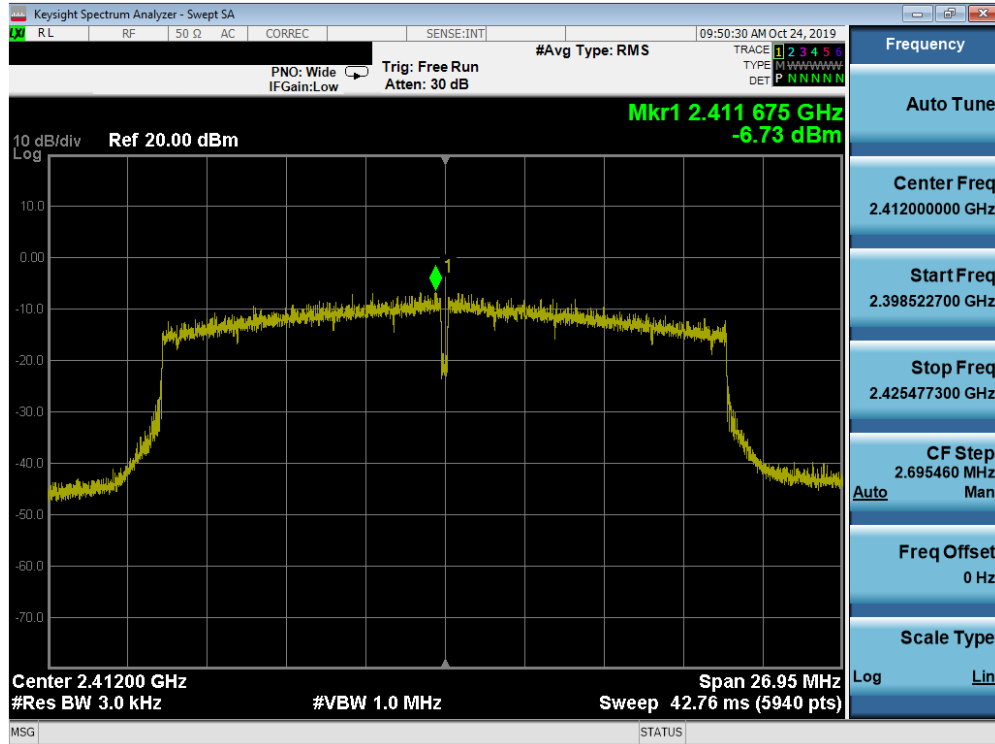 Keysight Spectrum Analyzer - Swept SA
LXI RL RF 50 Ω AC CORREC SENSE:INT 09:50:30 AM Oct 24, 2019
#Avg Type: RMS
TRACE 1 2 3 4 5 6
PNO: Wide Trig: Free Run
TYPE M WWWWW
IFGain:Low Atten: 30 dB
DET P N N N N N
Mkr1 2.411 675 GHz
-6.73 dBm
10 dB/div Ref 20.00 dBm
Log
10.0
0.00
1
-10.0
-20.0
-30.0
-40.0
-50.0
-60.0
-70.0
Center 2.41200 GHz Span 26.95 MHz
#Res BW 3.0 kHz #VBW 1.0 MHz Sweep 42.76 ms (5940 pts)
MSG STATUS
Frequency
Auto Tune
Center Freq
2.412000000 GHz
Start Freq
2.398522700 GHz
Stop Freq
2.425477300 GHz
CF Step
2.695460 MHz
Auto Man
Freq Offset
0 Hz
Scale Type
Log Lin